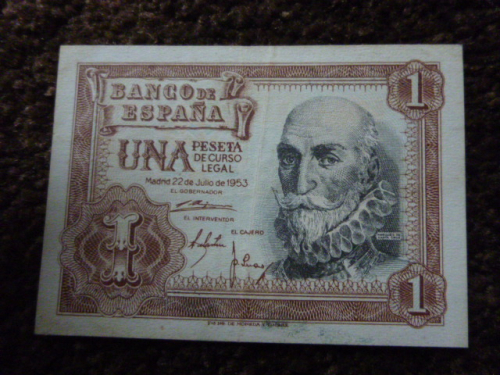 BANCO DE
ESPAÑA
1
UNA PESETA
DE CURSO
LEGAL
Madrid 22 de Julio de 1953
EL GOBERNADOR
EL INTERVENTOR
EL CAJERO
1
1